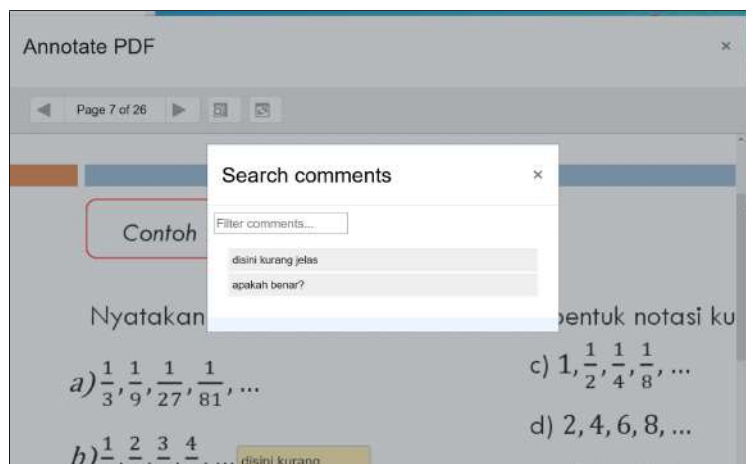 Annotate PDF ×
Page 7 of 26
Search comments ×
Filter comments...
disini kurang jelas
apakah benar?
Contoh
Nyatakan
bentuk notasi ku
a) 1/3, 1/9, 1/27, 1/81, ...
c) 1, 1/2, 1/4, 1/8, ...
d) 2, 4, 6, 8, ...
b) 1 2 3 4 ... disini kurang